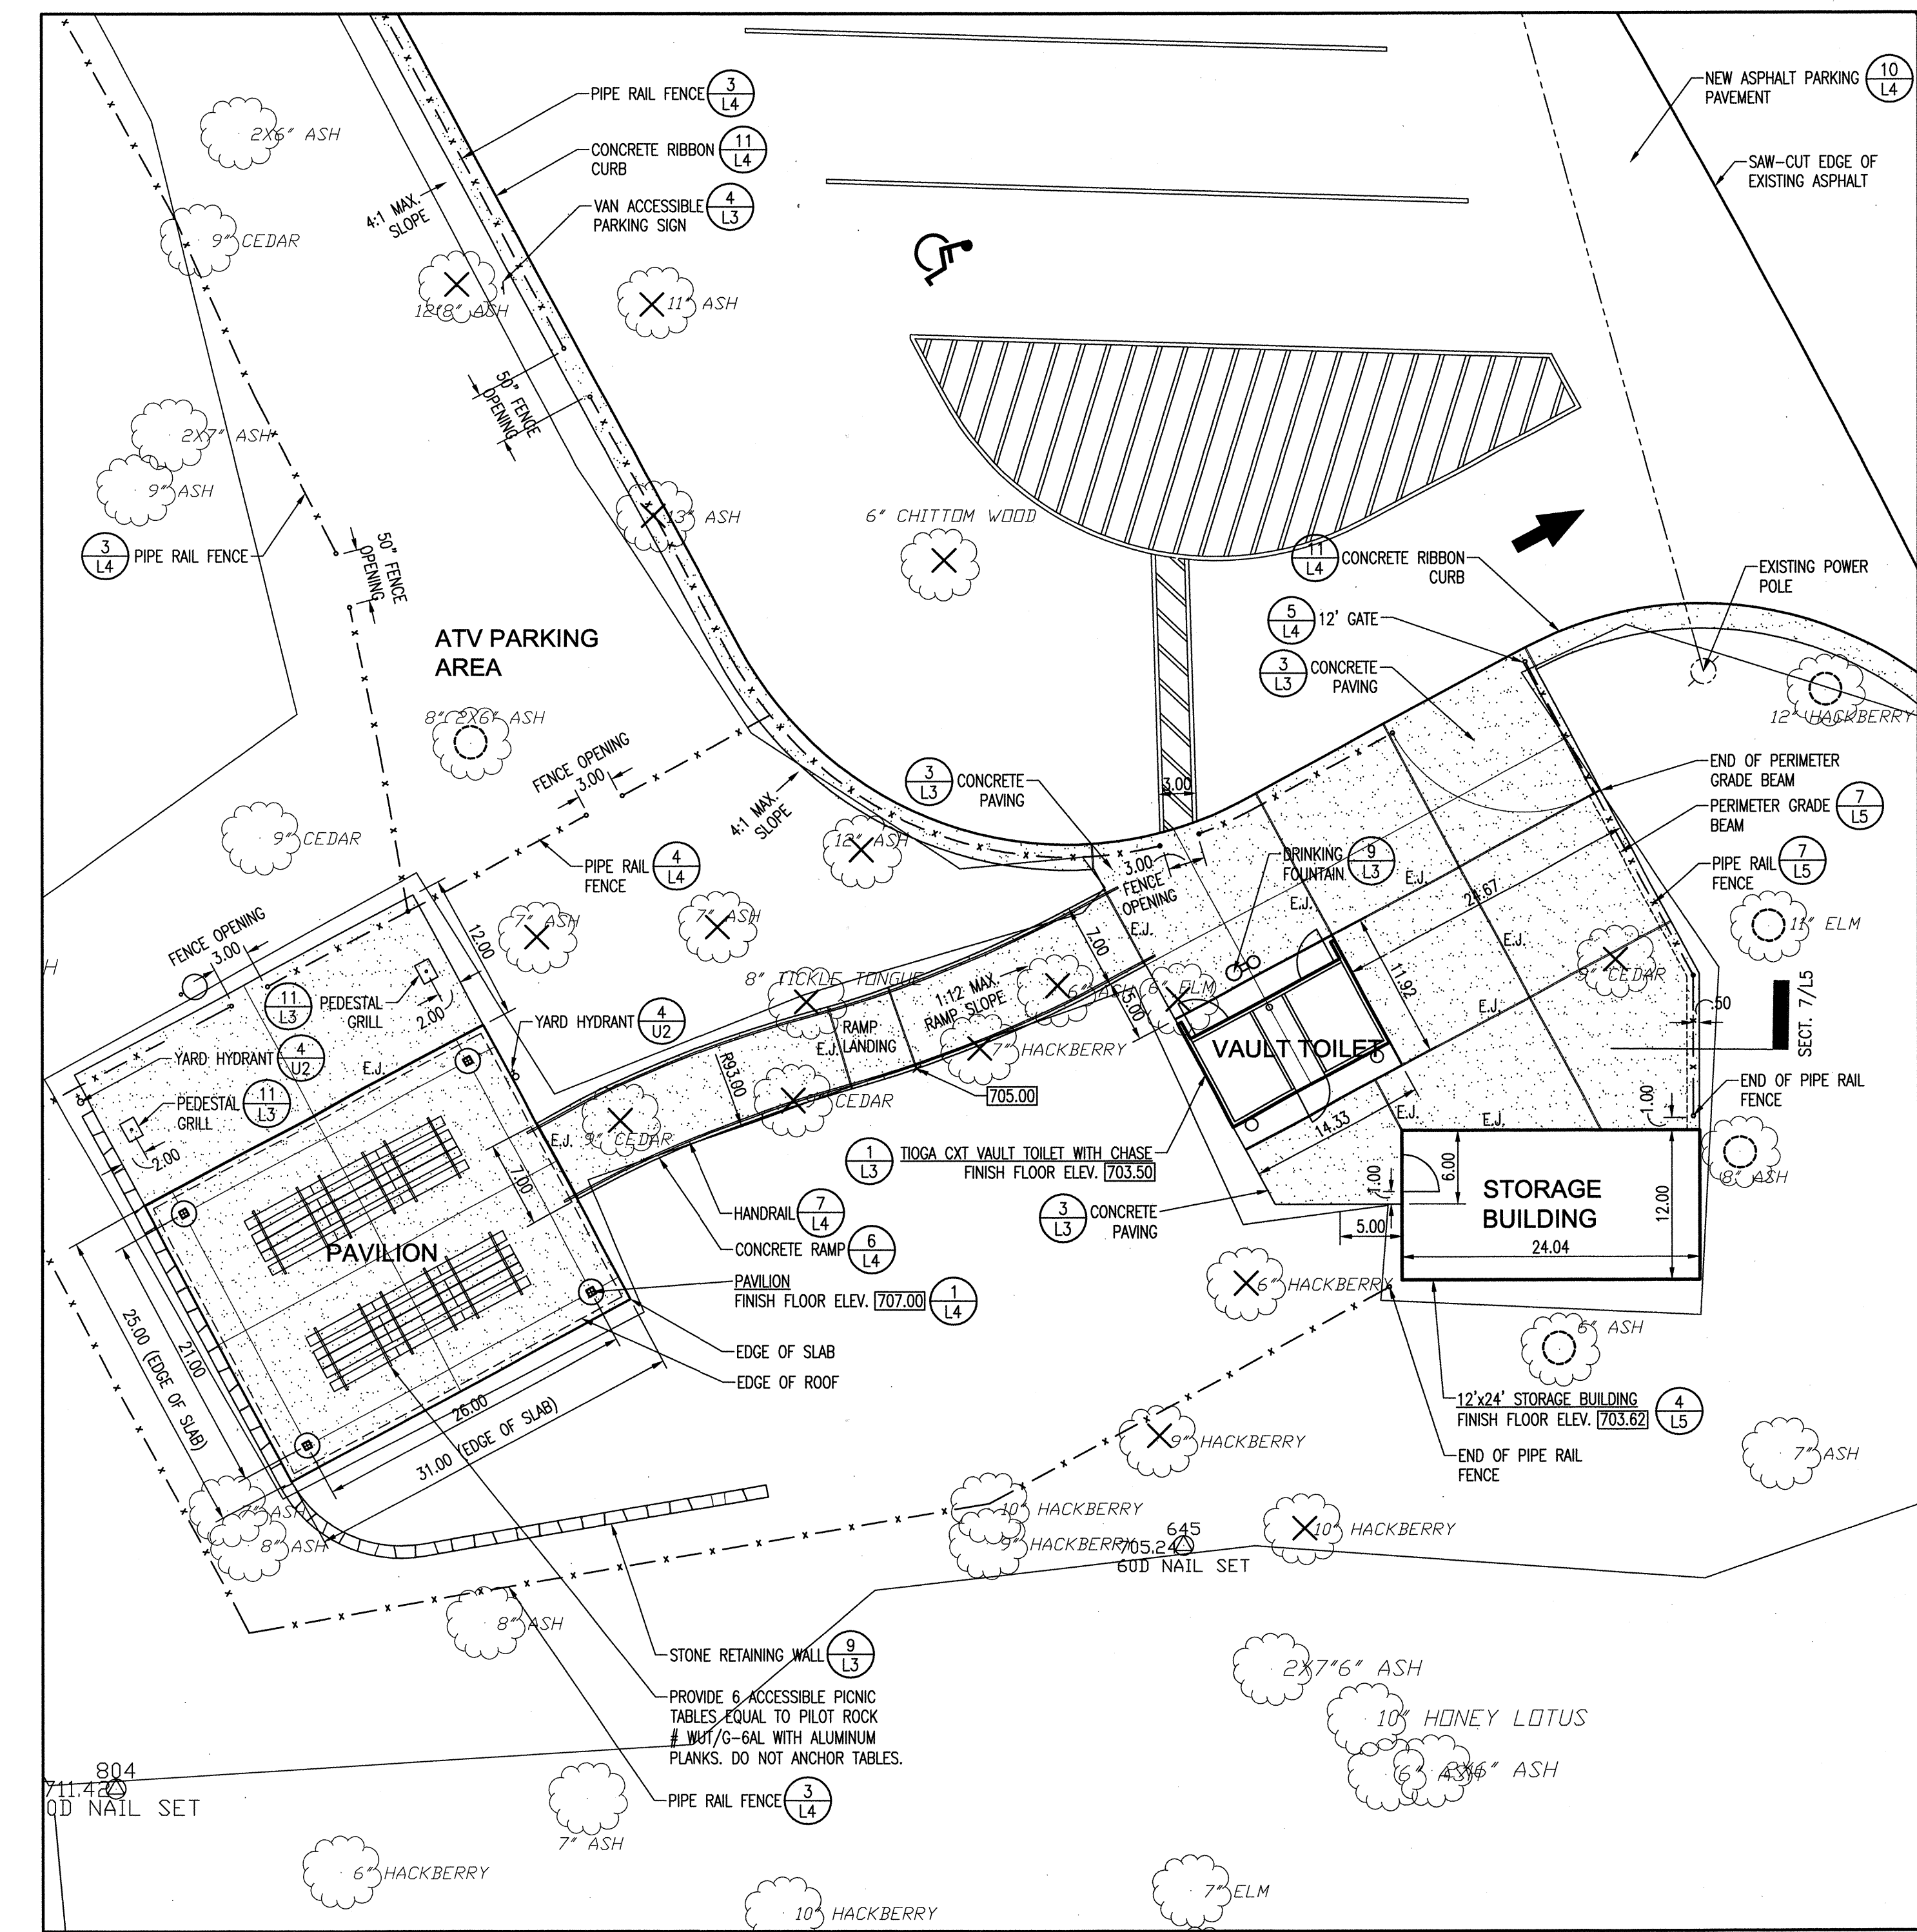 PIPE RAIL FENCE 3 L4
CONCRETE RIBBON 11 L4
CURB
VAN ACCESSIBLE 4 L3
PARKING SIGN
NEW ASPHALT PARKING 10 L4
PAVEMENT
SAW-CUT EDGE OF
EXISTING ASPHALT
2X6" ASH
9" CEDAR
4:1 MAX.
SLOPE
12"8" ASH
11" ASH
50" FENCE
OPENING
2X7" ASH
9" ASH
13" ASH
6" CHITTOM WOOD
3 L4 PIPE RAIL FENCE
50" FENCE
OPENING
11 L4 CONCRETE RIBBON
CURB
EXISTING POWER
POLE
5 L4 12' GATE
3 L3 CONCRETE
PAVING
ATV PARKING
AREA
8"(2X6" ASH
12" HACKBERRY
FENCE OPENING
3.00
END OF PERIMETER
GRADE BEAM
PERIMETER GRADE 7 L5
BEAM
3 L3 CONCRETE
PAVING
3.00
4:1 MAX.
SLOPE
9" CEDAR
12" ASH
PIPE RAIL 4 L4
FENCE
3.00
FENCE
OPENING
DRINKING 9 L3
FOUNTAIN
E.J.
24.67
PIPE RAIL 7 L5
FENCE
E.J.
FENCE OPENING
3.00
12.00
7" ASH
7" ASH
7.00
E.J.
E.J.
11" ELM
H
11 L3 PEDESTAL
GRILL
2.00
8" TICKLE TONGUE
1:12 MAX.
RAMP SLOPE
6" ASH
6" ELM
5.00
11.92
9" CEDAR
E.J.
.50
SECT. 7/L5
YARD HYDRANT 4 U2
YARD HYDRANT 4 U2
E.J.
RAMP
LANDING
E.J.
7" HACKBERRY
VAULT TOILET
R93.00
705.00
PEDESTAL 11 L3
GRILL
2.00
9" CEDAR
9" CEDAR
E.J.
7.00
14.33
E.J.
E.J.
1.00
END OF PIPE RAIL
FENCE
8" ASH
1 L3 TIOGA CXT VAULT TOILET WITH CHASE
FINISH FLOOR ELEV. 703.50
1.00
6.00
STORAGE
BUILDING
12.00
24.04
5.00
3 L3 CONCRETE
PAVING
HANDRAIL 7 L4
CONCRETE RAMP 6 L4
PAVILION
PAVILION
FINISH FLOOR ELEV. 707.00 1 L4
6" HACKBERRY
EDGE OF SLAB
EDGE OF ROOF
25.00 (EDGE OF SLAB)
21.00
26.00
31.00 (EDGE OF SLAB)
6" ASH
12'x24' STORAGE BUILDING 4 L5
FINISH FLOOR ELEV. 703.62
END OF PIPE RAIL
FENCE
9" HACKBERRY
7" ASH
7" ASH
8" ASH
10" HACKBERRY
9" HACKBERRY
645
705.24
60D NAIL SET
10" HACKBERRY
8" ASH
STONE RETAINING WALL 9 L3
PROVIDE 6 ACCESSIBLE PICNIC
TABLES EQUAL TO PILOT ROCK
# WUT/G-6AL WITH ALUMINUM
PLANKS. DO NOT ANCHOR TABLES.
2X7"6" ASH
10" HONEY LOTUS
6" ASH
2X6" ASH
804
711.42
0D NAIL SET
PIPE RAIL FENCE 3 L4
7" ASH
6" HACKBERRY
10" HACKBERRY
7" ELM